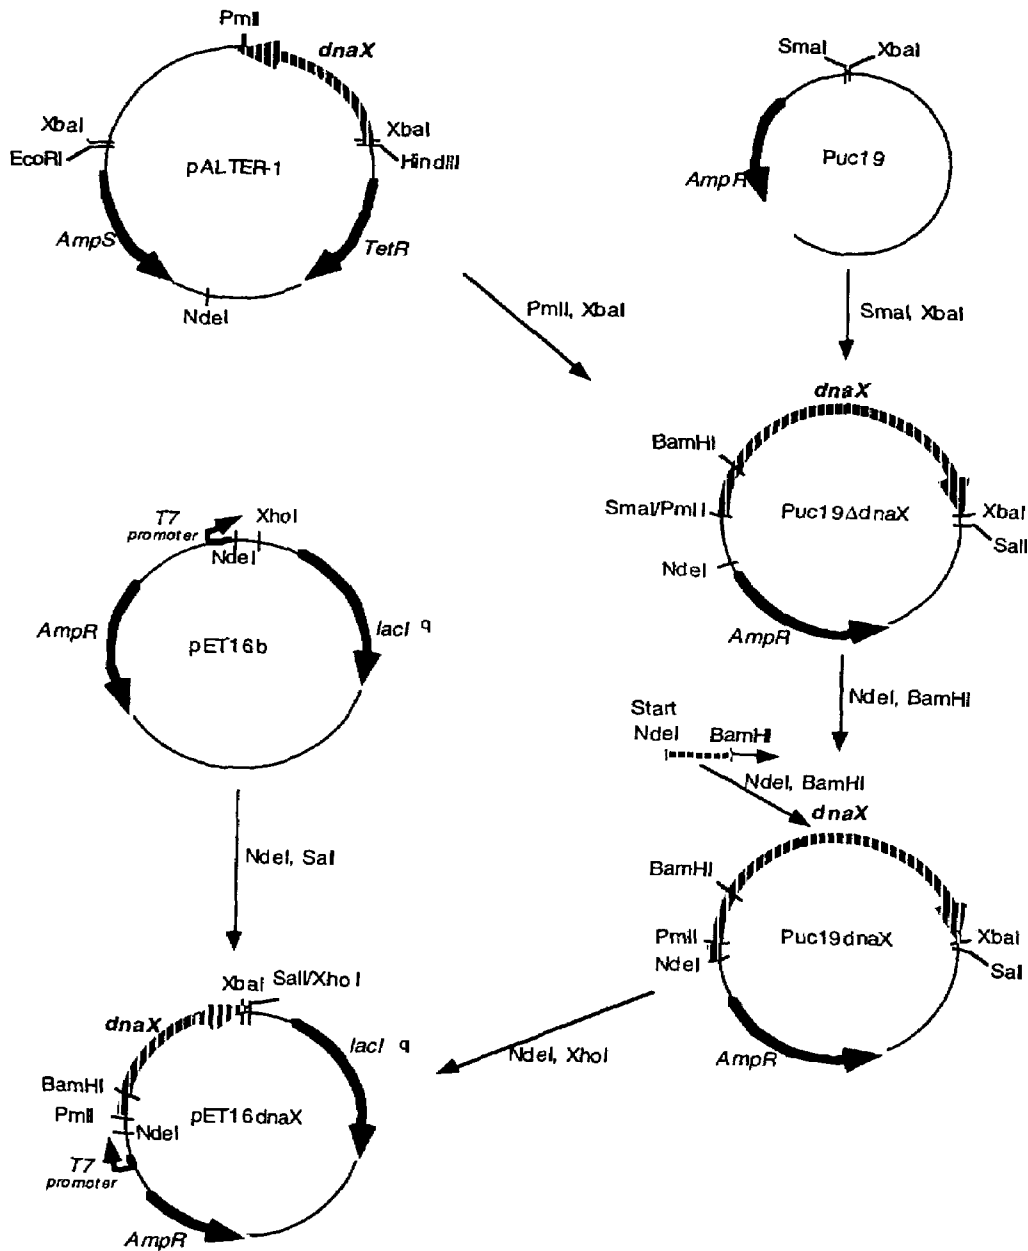 PmlI
dnaX
XbaI
EcoRI
XbaI
HindIII
pALTER-1
AmpS
TetR
NdeI
SmaI
XbaI
Puc19
AmpR
PmlI, XbaI
SmaI, XbaI
dnaX
BamHI
SmaI/PmlI
Puc19ΔdnaX
XbaI
SalI
NdeI
AmpR
T7
promoter
XhoI
NdeI
AmpR
lacI q
pET16b
NdeI, BamHI
Start
NdeI
BamHI
NdeI, BamHI
dnaX
NdeI, Sal
BamHI
PmlI
NdeI
Puc19dnaX
XbaI
Sal
AmpR
NdeI, XhoI
XbaI
SalI/XhoI
dnaX
lacI q
BamHI
PmlI
NdeI
pET16dnaX
T7
promoter
AmpR